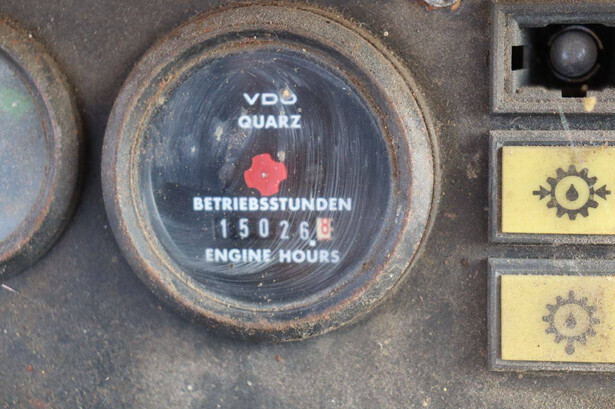 VDO
QUARZ
BETRIEBSSTUNDEN
15026
ENGINE HOURS